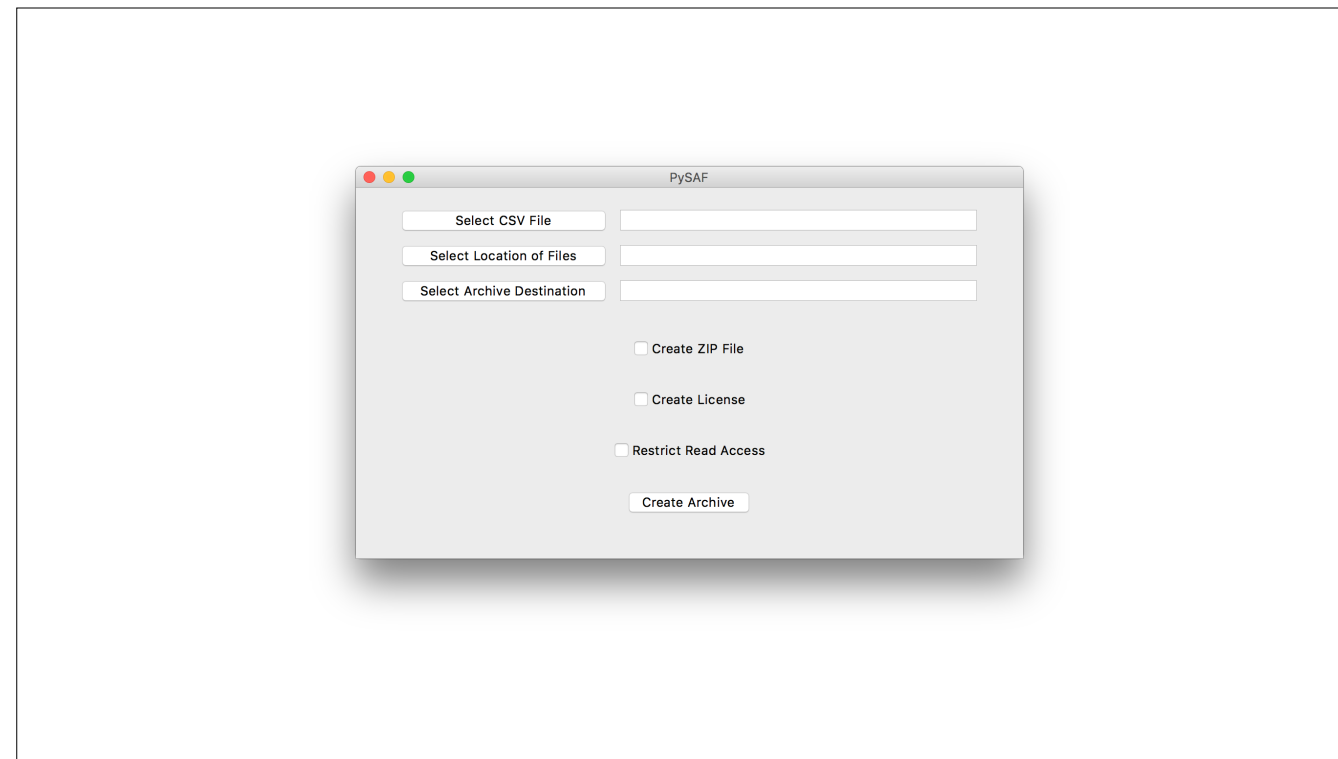 PySAF
Select CSV File
Select Location of Files
Select Archive Destination
Create ZIP File
Create License
Restrict Read Access
Create Archive